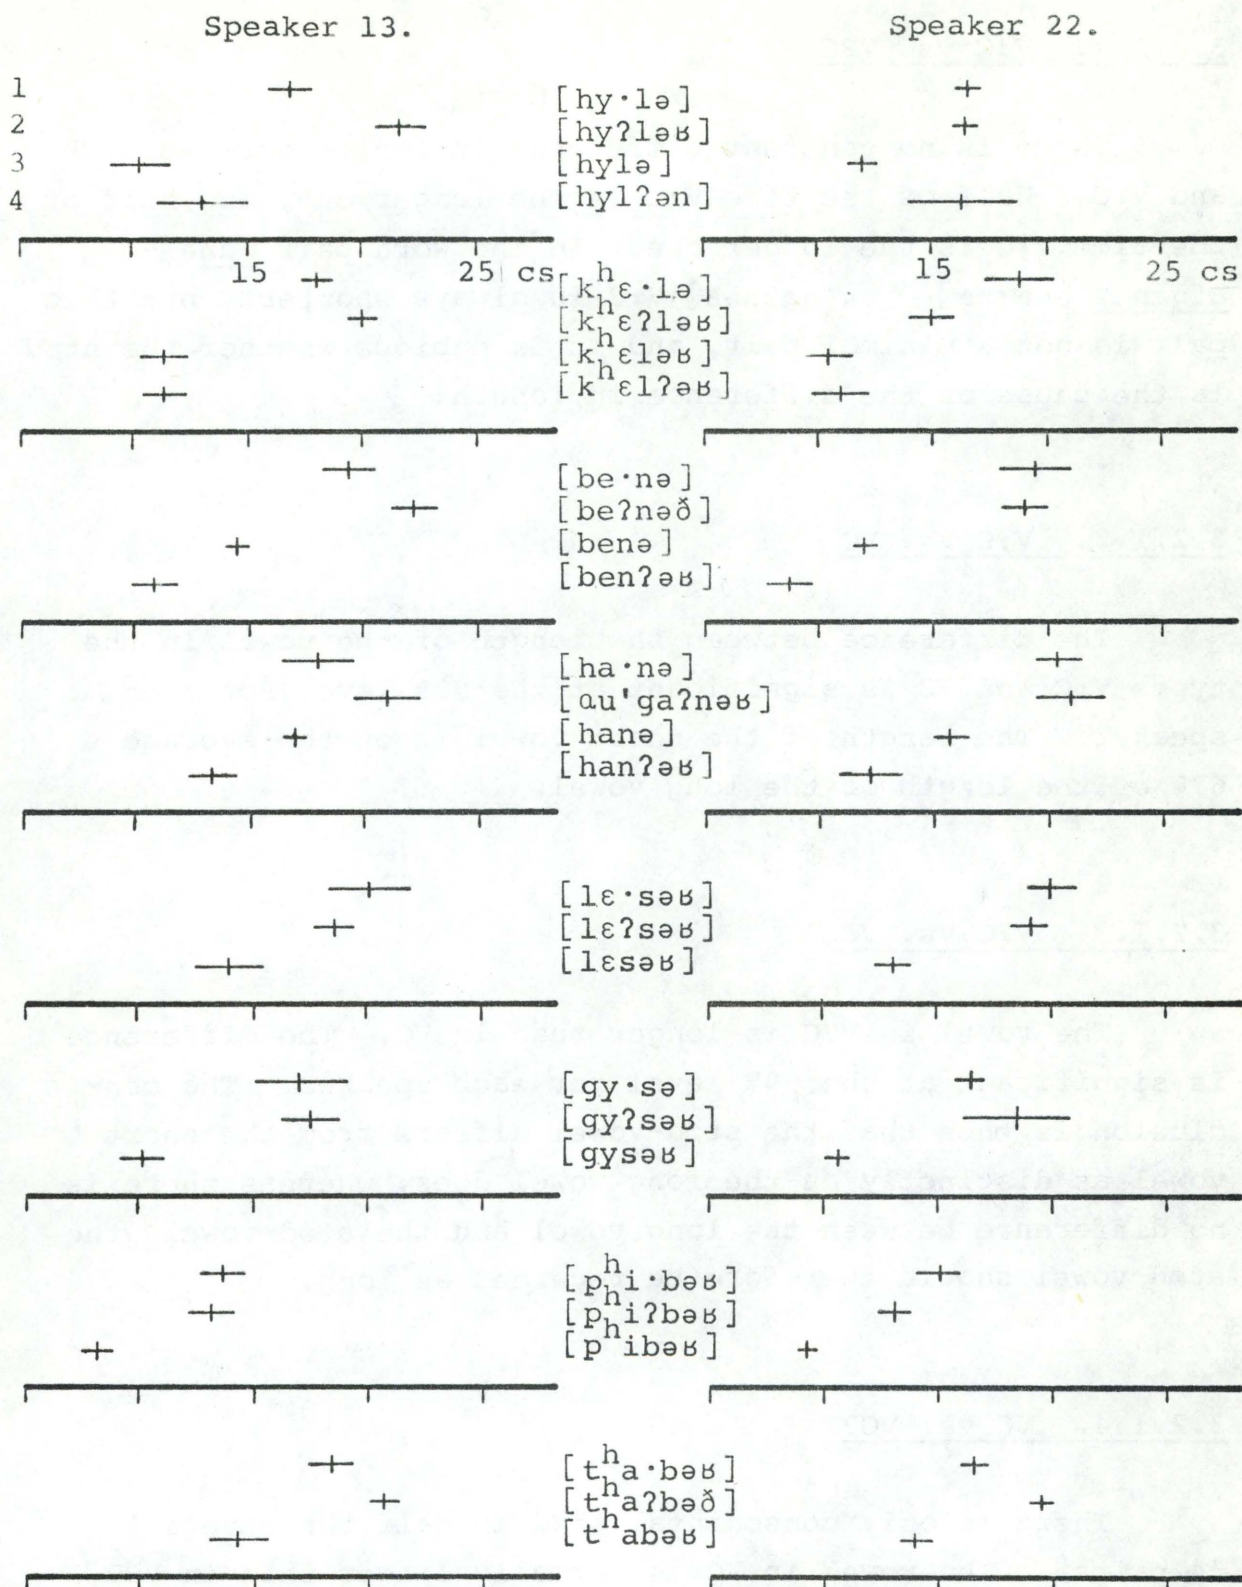 Speaker 13. Speaker 22.
1 [hy·lə]
2 [hyʔləʁ]
3 [hylə]
4 [hylʔən]
15 25 cs 15 25 cs
[kʰɛ·lə]
[kʰɛʔləʁ]
[kʰɛləʁ]
[kʰɛlʔəʁ]
[be·nə]
[beʔnəð]
[benə]
[benʔəʁ]
[ha·nə]
[ɑu'gaʔnəʁ]
[hanə]
[hanʔəʁ]
[lɛ·səʁ]
[lɛʔsəʁ]
[lɛsəʁ]
[gy·sə]
[gyʔsəʁ]
[gysəʁ]
[pʰi·bəʁ]
[pʰiʔbəʁ]
[pʰibəʁ]
[tʰa·bəʁ]
[tʰaʔbəð]
[tʰabəʁ]